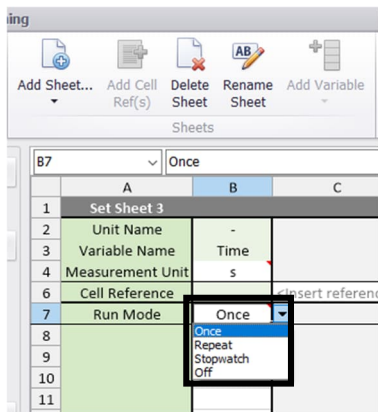 ning
Add Sheet... Add Cell Ref(s) Delete Sheet Rename Sheet Add Variable
Sheets
B7 Once
A B C
1 Set Sheet 3
2 Unit Name -
3 Variable Name Time
4 Measurement Unit s
6 Cell Reference <Insert referenc
7 Run Mode Once
Once
8 Repeat
9 Stopwatch
10 Off
11